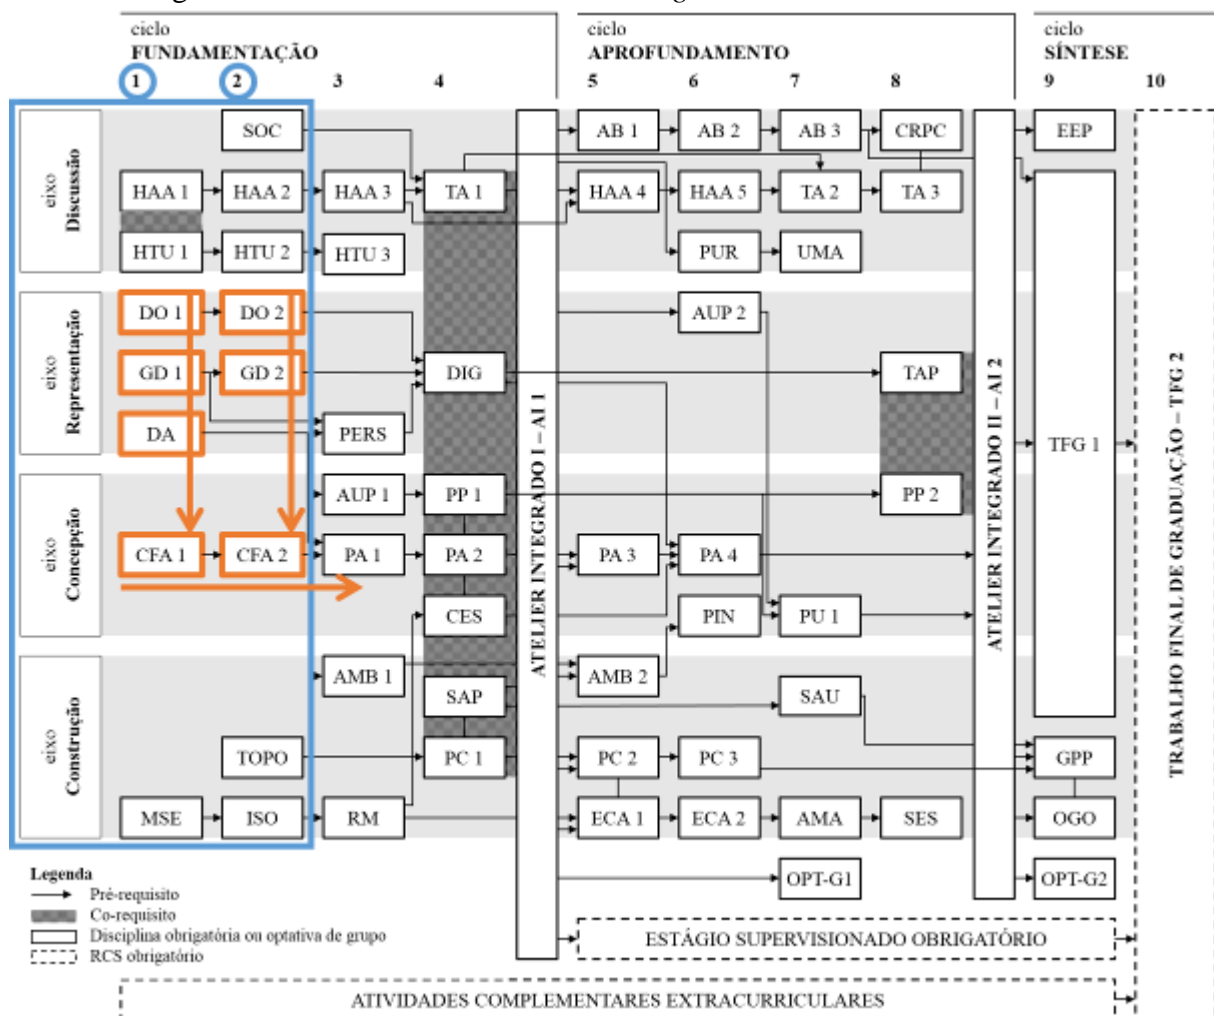 ciclo
FUNDAMENTAÇÃO
ciclo
APROFUNDAMENTO
ciclo
SÍNTESE
1 2 3 4 5 6 7 8 9 10
eixo
Discussão
SOC AB 1 AB 2 AB 3 CRPC EEP
HAA 1 HAA 2 HAA 3 TA 1 HAA 4 HAA 5 TA 2 TA 3
HTU 1 HTU 2 HTU 3 PUR UMA
eixo
Representação
DO 1 DO 2 AUP 2
GD 1 GD 2 DIG TAP
DA PERS
TFG 1
eixo
Concepção
AUP 1 PP 1 PP 2
CFA 1 CFA 2 PA 1 PA 2 PA 3 PA 4
CES PIN PU 1
eixo
Construção
AMB 1 AMB 2
SAP SAU
TOPO PC 1 PC 2 PC 3 GPP
MSE ISO RM ECA 1 ECA 2 AMA SES OGO
OPT-G1 OPT-G2
ATELIER INTEGRADO I – AI 1
ATELIER INTEGRADO II – AI 2
TRABALHO FINAL DE GRADUAÇÃO – TFG 2
Legenda
Pré-requisito
Co-requisito
Disciplina obrigatória ou optativa de grupo
RCS obrigatório
ESTÁGIO SUPERVISIONADO OBRIGATÓRIO
ATIVIDADES COMPLEMENTARES EXTRACURRICULARES